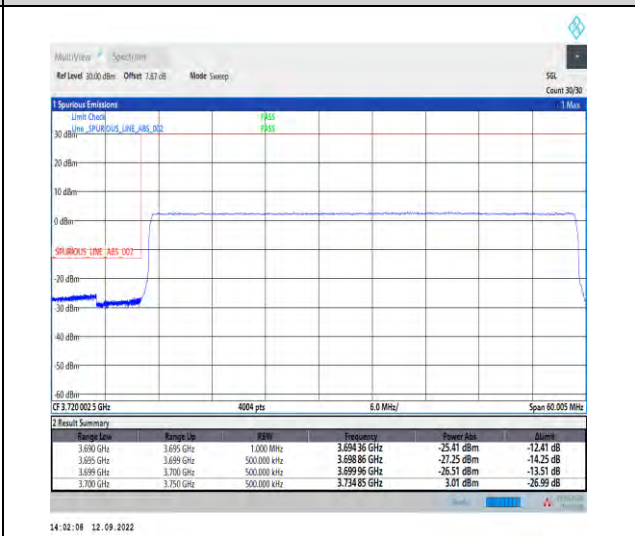 MultiView Spectrum
Ref Level 30.00 dBm Offset 7.87 dB Mode Sweep SGL
Count 30/30
1 Spurious Emissions 1 Max
Limit Check PASS
Line _SPURIOUS_LINE_ABS_002 PASS
30 dBm
20 dBm
10 dBm
0 dBm
_SPURIOUS_LINE_ABS_002
-20 dBm
-30 dBm
-40 dBm
-50 dBm
-60 dBm
CF 3.720 002 5 GHz 4004 pts 6.0 MHz/ Span 60.005 MHz
2 Result Summary
Range Low Range Up RBW Frequency Power Abs ΔLimit
3.690 GHz 3.695 GHz 1.000 MHz 3.694 36 GHz -25.41 dBm -12.41 dB
3.695 GHz 3.699 GHz 500.000 kHz 3.698 86 GHz -27.25 dBm -14.25 dB
3.699 GHz 3.700 GHz 500.000 kHz 3.699 96 GHz -26.51 dBm -13.51 dB
3.700 GHz 3.750 GHz 500.000 kHz 3.734 85 GHz 3.01 dBm -26.99 dB
14:02:08 12.09.2022